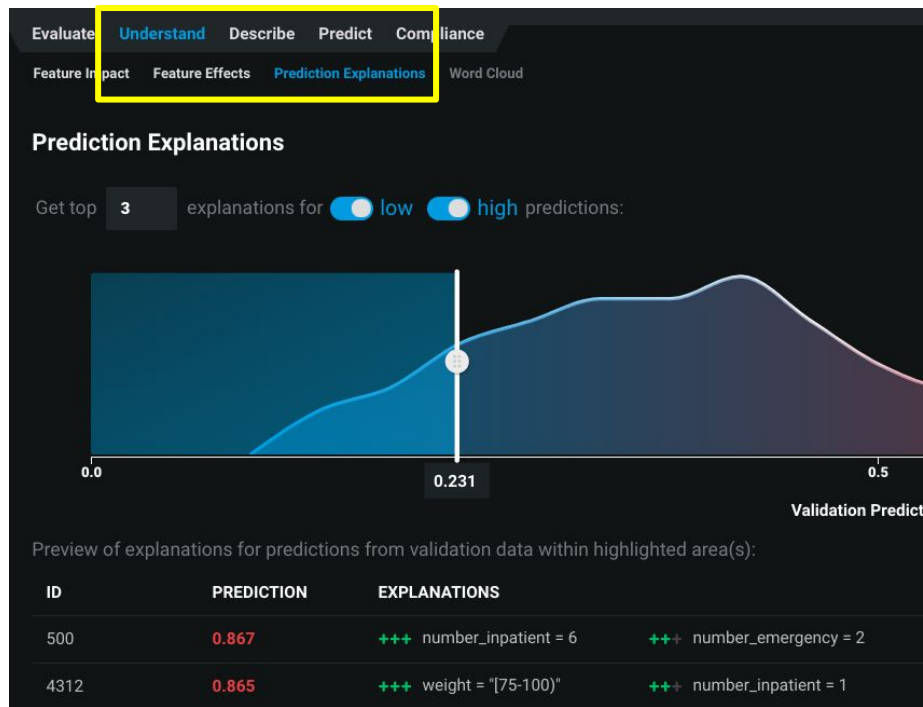 Evaluate Understand Describe Predict Compliance
Feature Impact Feature Effects Prediction Explanations Word Cloud
Prediction Explanations
Get top 3 explanations for low high predictions:
0.0
0.231
0.5
Validation Predict
Preview of explanations for predictions from validation data within highlighted area(s):
ID PREDICTION EXPLANATIONS
500 0.867 +++ number_inpatient = 6 +++ number_emergency = 2
4312 0.865 +++ weight = "[75-100)" +++ number_inpatient = 1